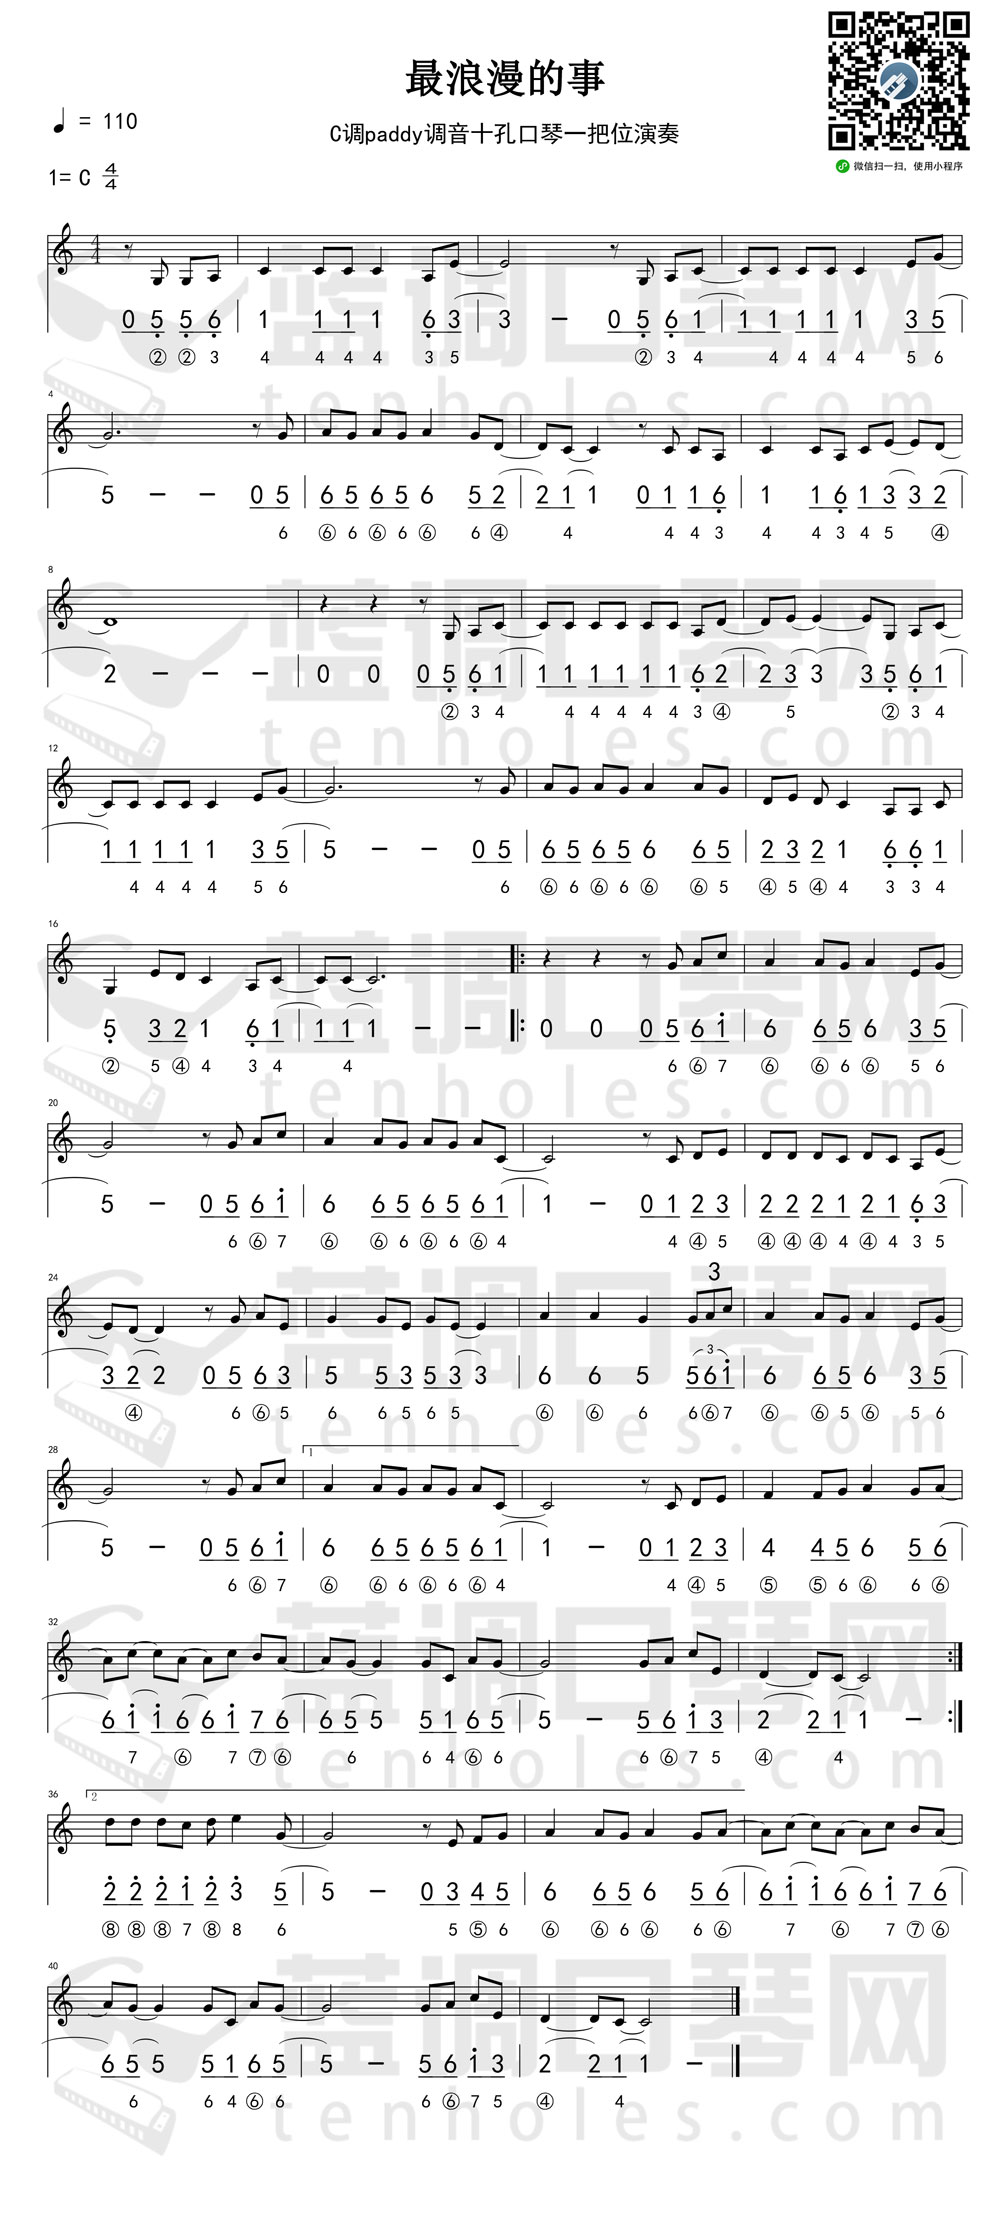 最浪漫的事
C调paddy调音十孔口琴一把位演奏
♩ = 110
1= C 4/4
微信扫一扫，使用小程序
蓝调口琴网
tenholes.com
0 5 5 6 | 1 1 1 1 6 3 | 3 – 0 5 6 1 | 1 1 1 1 1 3 5 |
② ② 3 4 4 4 4 3 5 ② 3 4 4 4 4 4 5 6
4
5 – – 0 5 | 6 5 6 5 6 5 2 | 2 1 1 0 1 1 6 | 1 1 6 1 3 3 2 |
6 ⑥ 6 ⑥ 6 ⑥ 6 ④ 4 4 4 3 4 4 3 4 5 ④
8
2 – – – | 0 0 0 5 6 1 | 1 1 1 1 1 1 6 2 | 2 3 3 3 5 6 1 |
② 3 4 4 4 4 4 4 3 ④ 5 ② 3 4
12
1 1 1 1 1 3 5 | 5 – – 0 5 | 6 5 6 5 6 6 5 | 2 3 2 1 6 6 1 |
4 4 4 4 5 6 6 ⑥ 6 ⑥ 6 ⑥ ⑥ 5 ④ 5 ④ 4 3 3 4
16
5 3 2 1 6 1 | 1 1 1 – – |: 0 0 0 5 6 i | 6 6 5 6 3 5 |
② 5 ④ 4 3 4 4 6 ⑥ 7 ⑥ ⑥ 6 ⑥ 5 6
20
5 – 0 5 6 i | 6 6 5 6 5 6 1 | 1 – 0 1 2 3 | 2 2 2 1 2 1 6 3 |
6 ⑥ 7 ⑥ ⑥ 6 ⑥ 6 ⑥ 4 4 ④ 5 ④ ④ ④ 4 ④ 4 3 5
24
3
3 2 2 0 5 6 3 | 5 5 3 5 3 3 | 6 6 5 5 6 i | 6 6 5 6 3 5 |
④ 6 ⑥ 5 6 6 5 6 5 ⑥ ⑥ 6 6 ⑥ 7 ⑥ ⑥ 5 ⑥ 5 6
28
1
5 – 0 5 6 i | 6 6 5 6 5 6 1 | 1 – 0 1 2 3 | 4 4 5 6 5 6 |
6 ⑥ 7 ⑥ ⑥ 6 ⑥ 6 ⑥ 4 4 ④ 5 ⑤ ⑤ 6 ⑥ 6 ⑥
32
6 i i 6 6 i 7 6 | 6 5 5 5 1 6 5 | 5 – 5 6 i 3 | 2 2 1 1 – :|
7 ⑥ 7 ⑦ ⑥ 6 6 4 ⑥ 6 6 ⑥ 7 5 ④ 4
36
2
2 2 2 i 2 3 5 | 5 – 0 3 4 5 | 6 6 5 6 5 6 | 6 i i 6 6 i 7 6 |
⑧ ⑧ ⑧ 7 ⑧ 8 6 5 ⑤ 6 ⑥ ⑥ 6 ⑥ 6 ⑥ 7 ⑥ 7 ⑦ ⑥
40
6 5 5 5 1 6 5 | 5 – 5 6 i 3 | 2 2 1 1 – ‖
6 6 4 ⑥ 6 6 ⑥ 7 5 ④ 4